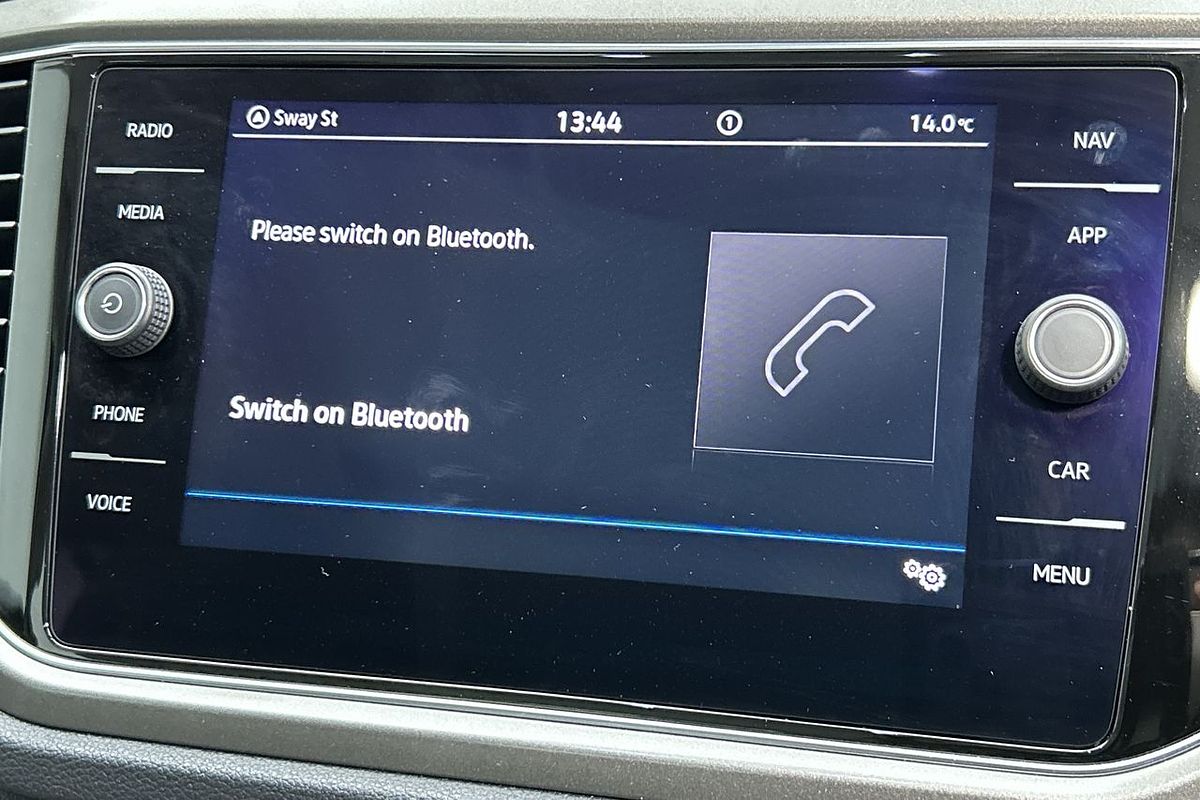 RADIO
MEDIA
PHONE
VOICE
Sway St 13:44 1 14.0°C
Please switch on Bluetooth.
Switch on Bluetooth
NAV
APP
CAR
MENU